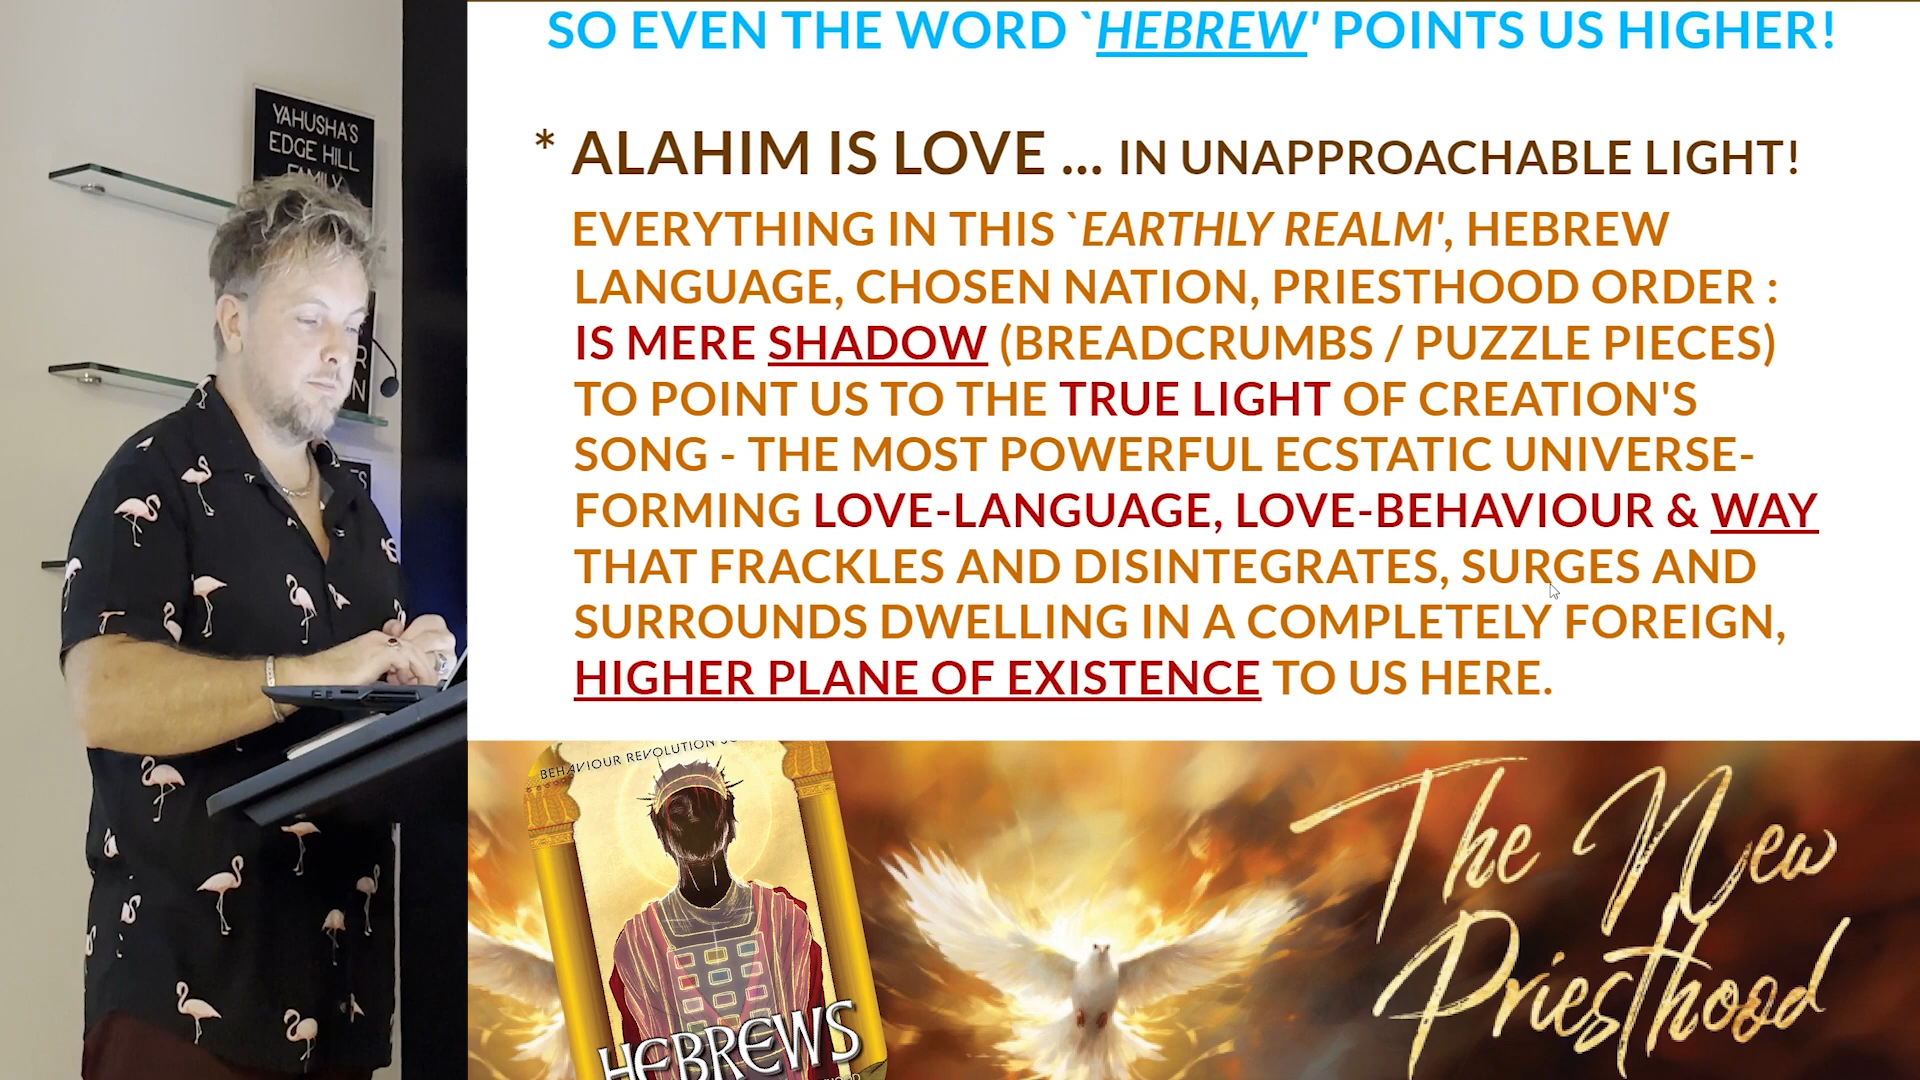 YAHUSHA'S
EDGE HILL
FAMILY
SO EVEN THE WORD `HEBREW' POINTS US HIGHER!
* ALAHIM IS LOVE ... IN UNAPPROACHABLE LIGHT!
EVERYTHING IN THIS `EARTHLY REALM', HEBREW
LANGUAGE, CHOSEN NATION, PRIESTHOOD ORDER :
IS MERE SHADOW (BREADCRUMBS / PUZZLE PIECES)
TO POINT US TO THE TRUE LIGHT OF CREATION'S
SONG - THE MOST POWERFUL ECSTATIC UNIVERSE-
FORMING LOVE-LANGUAGE, LOVE-BEHAVIOUR & WAY
THAT FRACKLES AND DISINTEGRATES, SURGES AND
SURROUNDS DWELLING IN A COMPLETELY FOREIGN,
HIGHER PLANE OF EXISTENCE TO US HERE.
BEHAVIOUR REVOLUTION
HEBREWS
The New
Priesthood